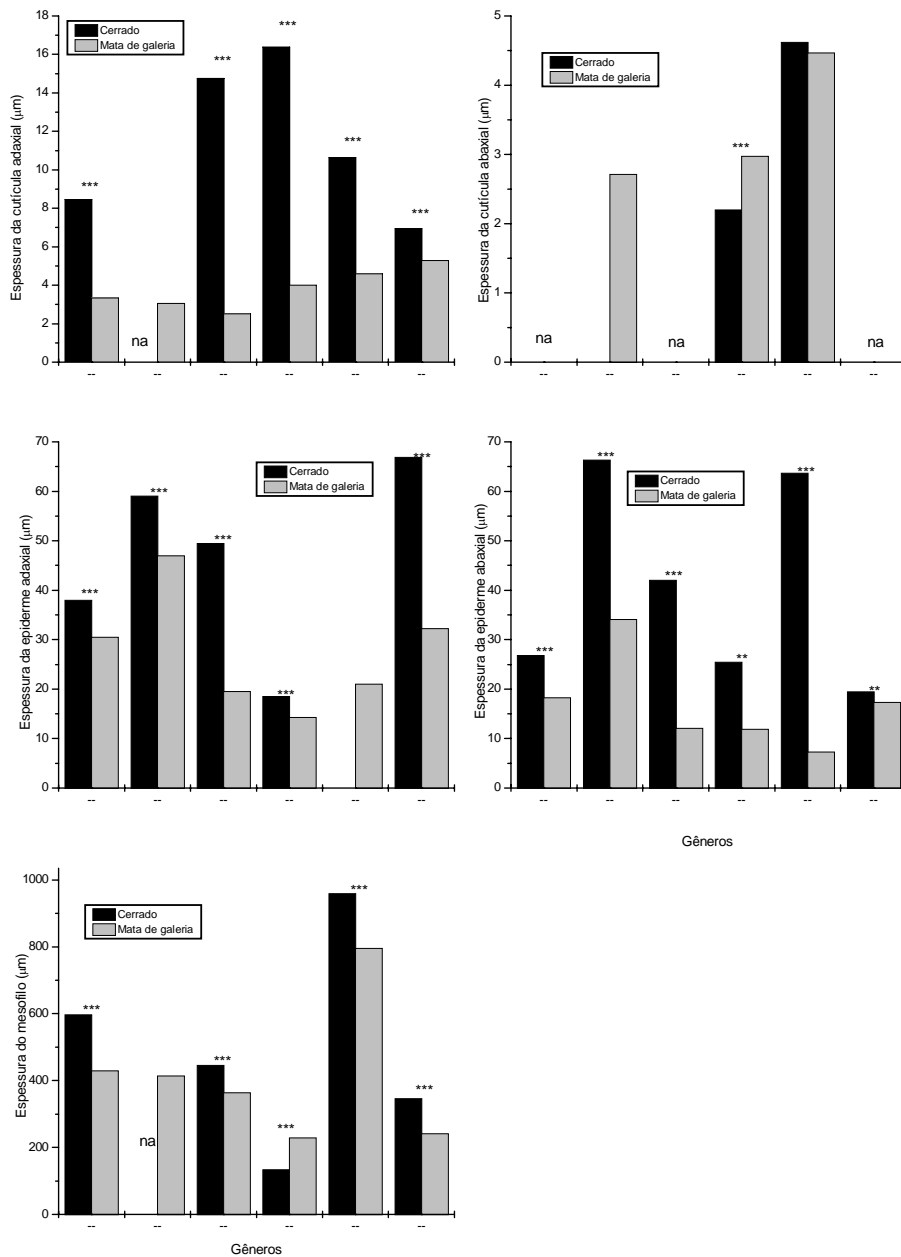 Espessura da cutícula adaxial (µm)
18
16
14
12
10
8
6
4
2
0
Cerrado
Mata de galeria
***
na
***
***
***
***
-- -- -- -- -- --
Espessura da cutícula abaxial (µm)
5
4
3
2
1
0
Cerrado
Mata de galeria
na
na
***
na
-- -- -- -- -- --
Espessura da epiderme adaxial (µm)
70
60
50
40
30
20
10
0
Cerrado
Mata de galeria
***
***
***
***
***
-- -- -- -- -- --
Espessura da epiderme abaxial (µm)
70
60
50
40
30
20
10
0
Cerrado
Mata de galeria
***
***
***
**
***
**
-- -- -- -- -- --
Gêneros
Espessura do mesofilo (µm)
1000
800
600
400
200
0
Cerrado
Mata de galeria
***
na
***
***
***
***
-- -- -- -- -- --
Gêneros